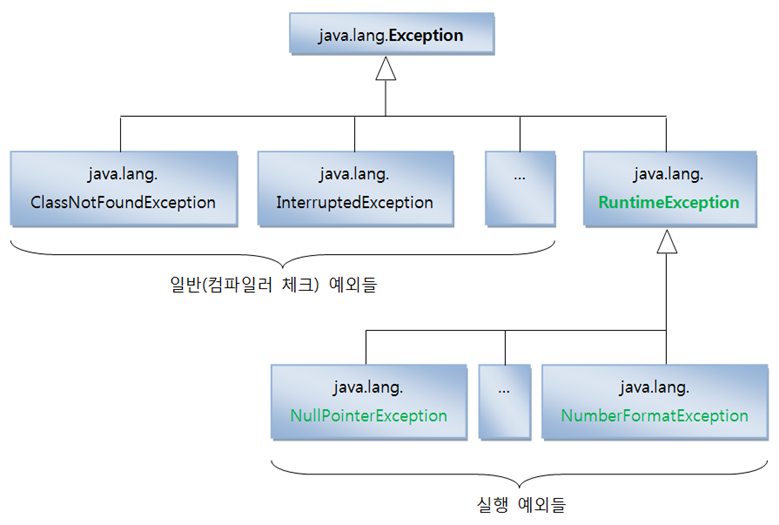 java.lang.Exception
java.lang.
ClassNotFoundException
java.lang.
InterruptedException
...
java.lang.
RuntimeException
일반(컴파일러 체크) 예외들
java.lang.
NullPointerException
...
java.lang.
NumberFormatException
실행 예외들